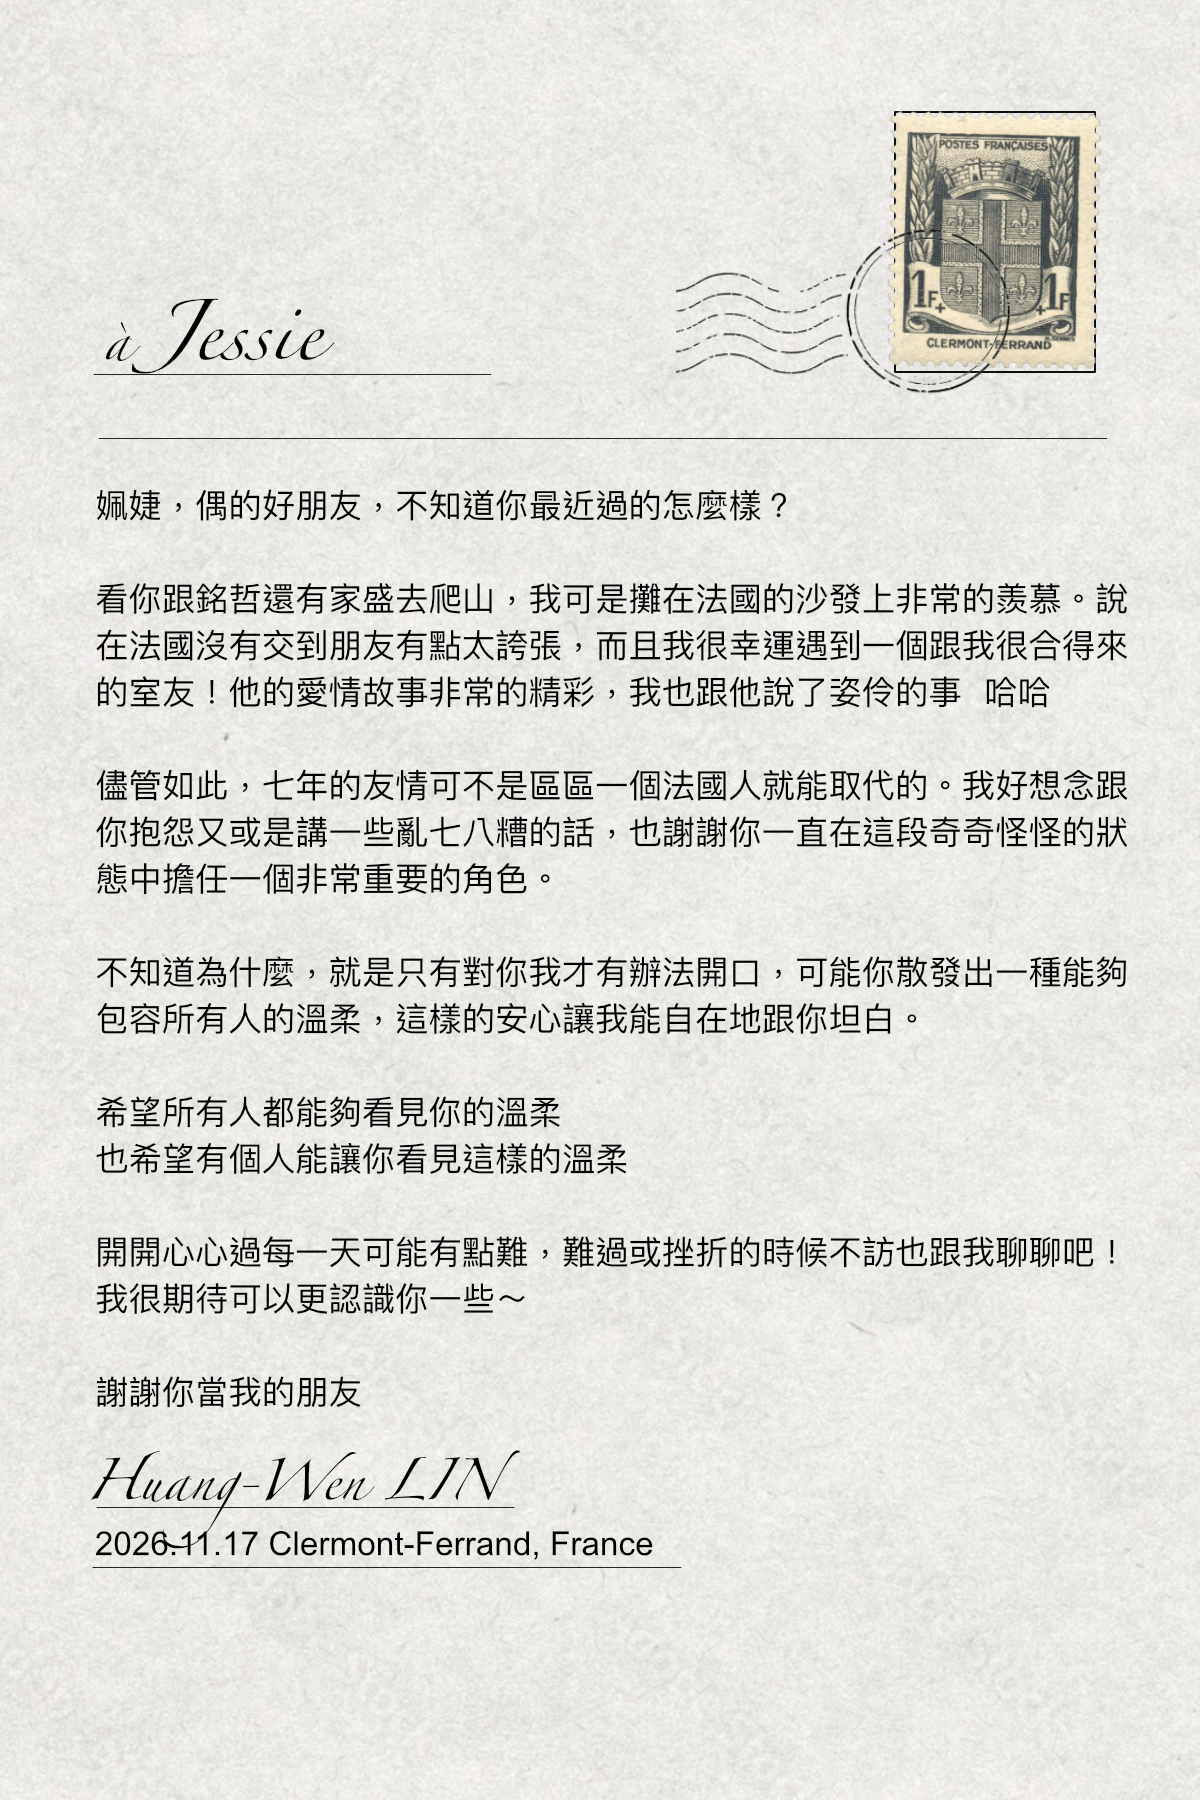 POSTES FRANÇAISES
1F+
+1F
CLERMONT-FERRAND
à Jessie
姵婕，偶的好朋友，不知道你最近過的怎麼樣？
看你跟銘哲還有家盛去爬山，我可是攤在法國的沙發上非常的羨慕。說
在法國沒有交到朋友有點太誇張，而且我很幸運遇到一個跟我很合得來
的室友！他的愛情故事非常的精彩，我也跟他說了姿伶的事 哈哈
儘管如此，七年的友情可不是區區一個法國人就能取代的。我好想念跟
你抱怨又或是講一些亂七八糟的話，也謝謝你一直在這段奇奇怪怪的狀
態中擔任一個非常重要的角色。
不知道為什麼，就是只有對你我才有辦法開口，可能你散發出一種能夠
包容所有人的溫柔，這樣的安心讓我能自在地跟你坦白。
希望所有人都能夠看見你的溫柔
也希望有個人能讓你看見這樣的溫柔
開開心心過每一天可能有點難，難過或挫折的時候不訪也跟我聊聊吧！
我很期待可以更認識你一些～
謝謝你當我的朋友
Huang-Wen LIN
2026.11.17 Clermont-Ferrand, France